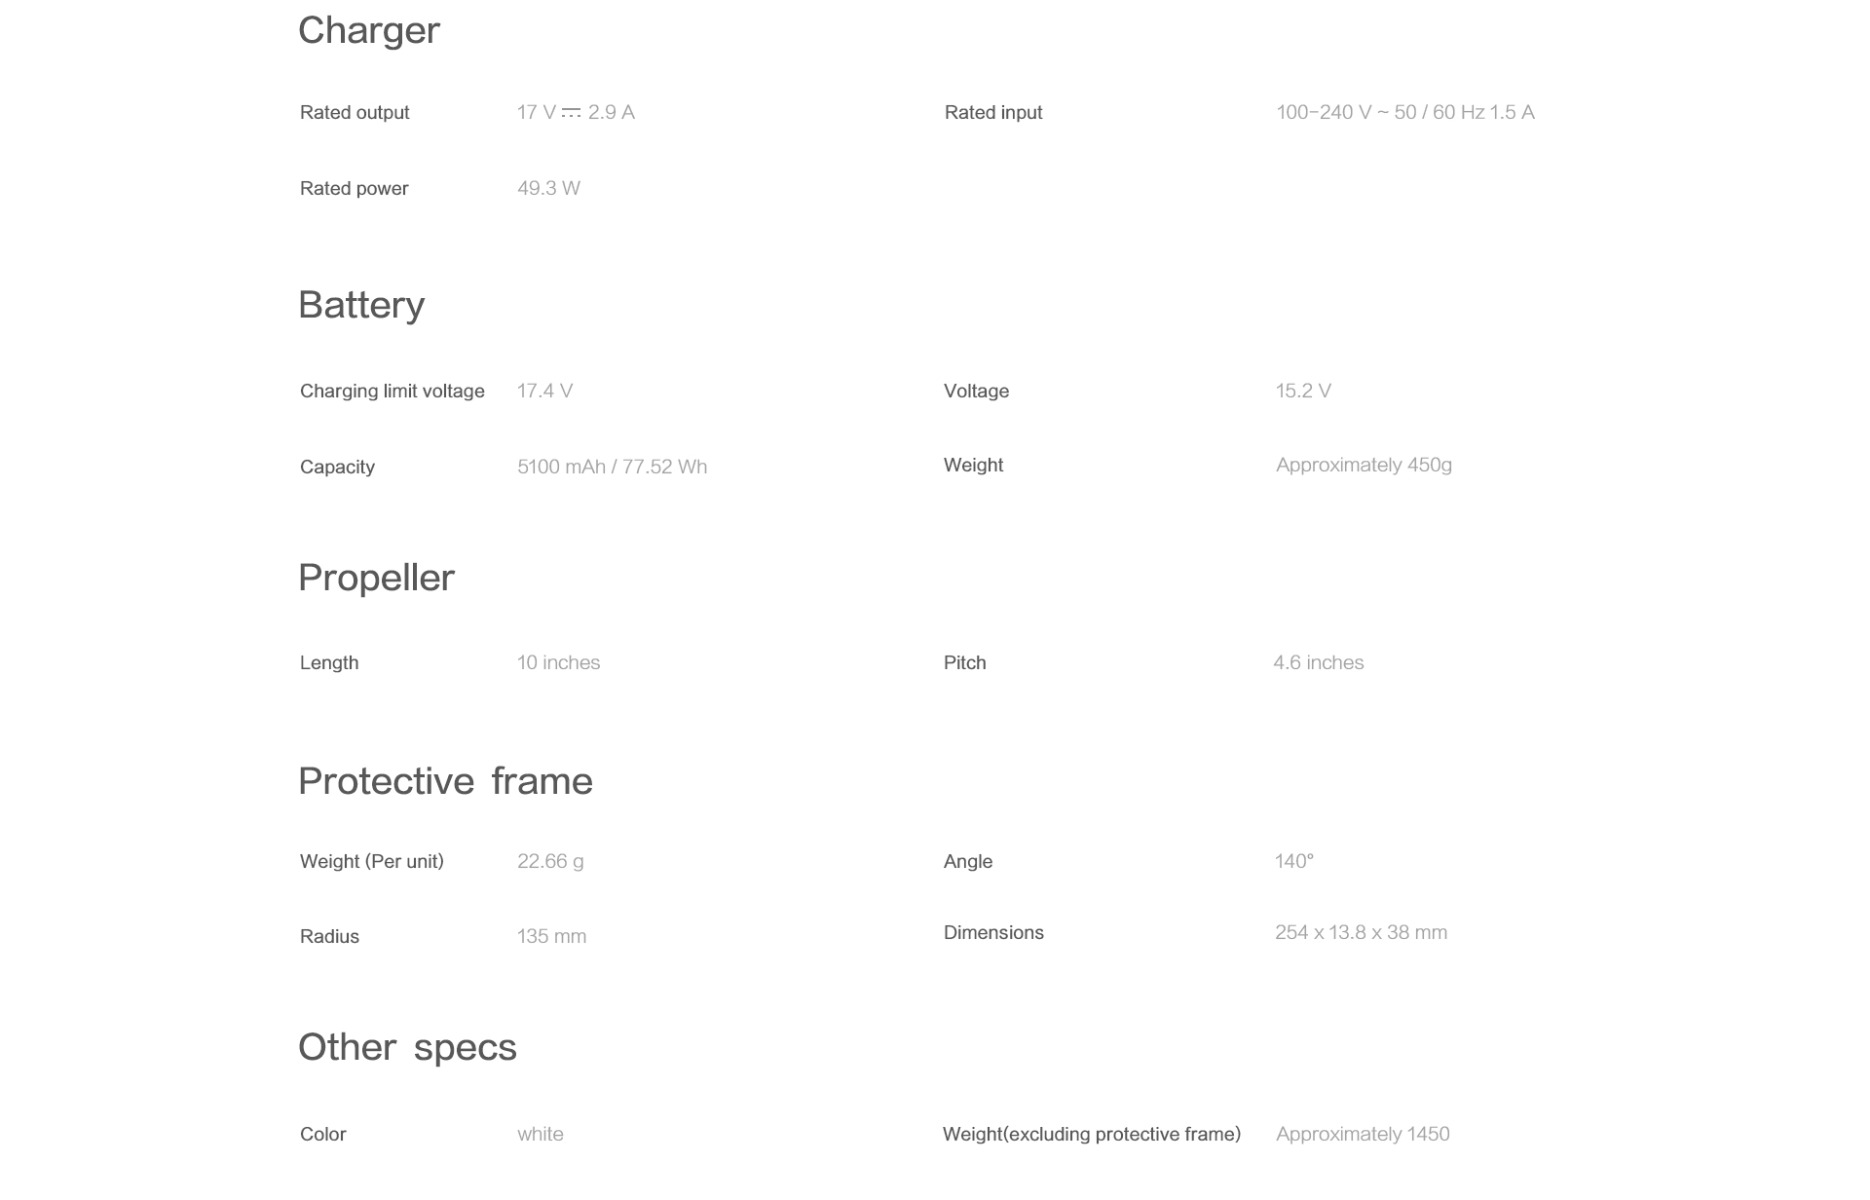 Charger
Rated output 17 V ⎓ 2.9 A Rated input 100-240 V ~ 50 / 60 Hz 1.5 A
Rated power 49.3 W
Battery
Charging limit voltage 17.4 V Voltage 15.2 V
Capacity 5100 mAh / 77.52 Wh Weight Approximately 450g
Propeller
Length 10 inches Pitch 4.6 inches
Protective frame
Weight (Per unit) 22.66 g Angle 140°
Radius 135 mm Dimensions 254 x 13.8 x 38 mm
Other specs
Color white Weight(excluding protective frame) Approximately 1450